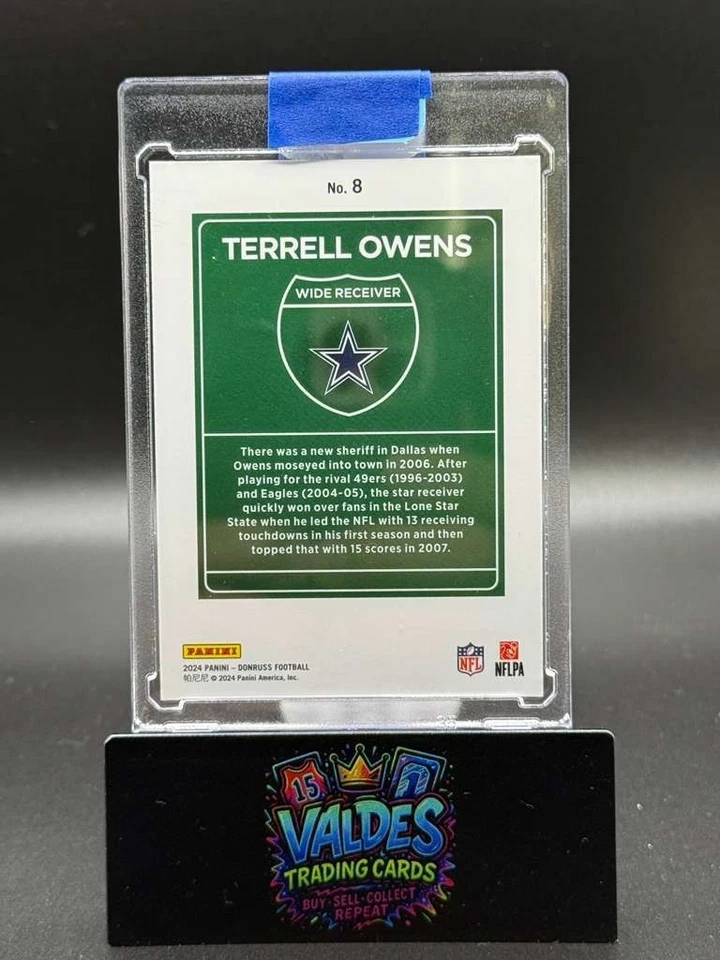 No. 8
TERRELL OWENS
WIDE RECEIVER
There was a new sheriff in Dallas when
Owens moseyed into town in 2006. After
playing for the rival 49ers (1996-2003)
and Eagles (2004-05), the star receiver
quickly won over fans in the Lone Star
State when he led the NFL with 13 receiving
touchdowns in his first season and then
topped that with 15 scores in 2007.
PANINI
2024 PANINI – DONRUSS FOOTBALL
帕尼尼 © 2024 Panini America, Inc.
NFL
NFLPA
15
1
VALDES
TRADING CARDS
BUY · SELL · COLLECT
REPEAT